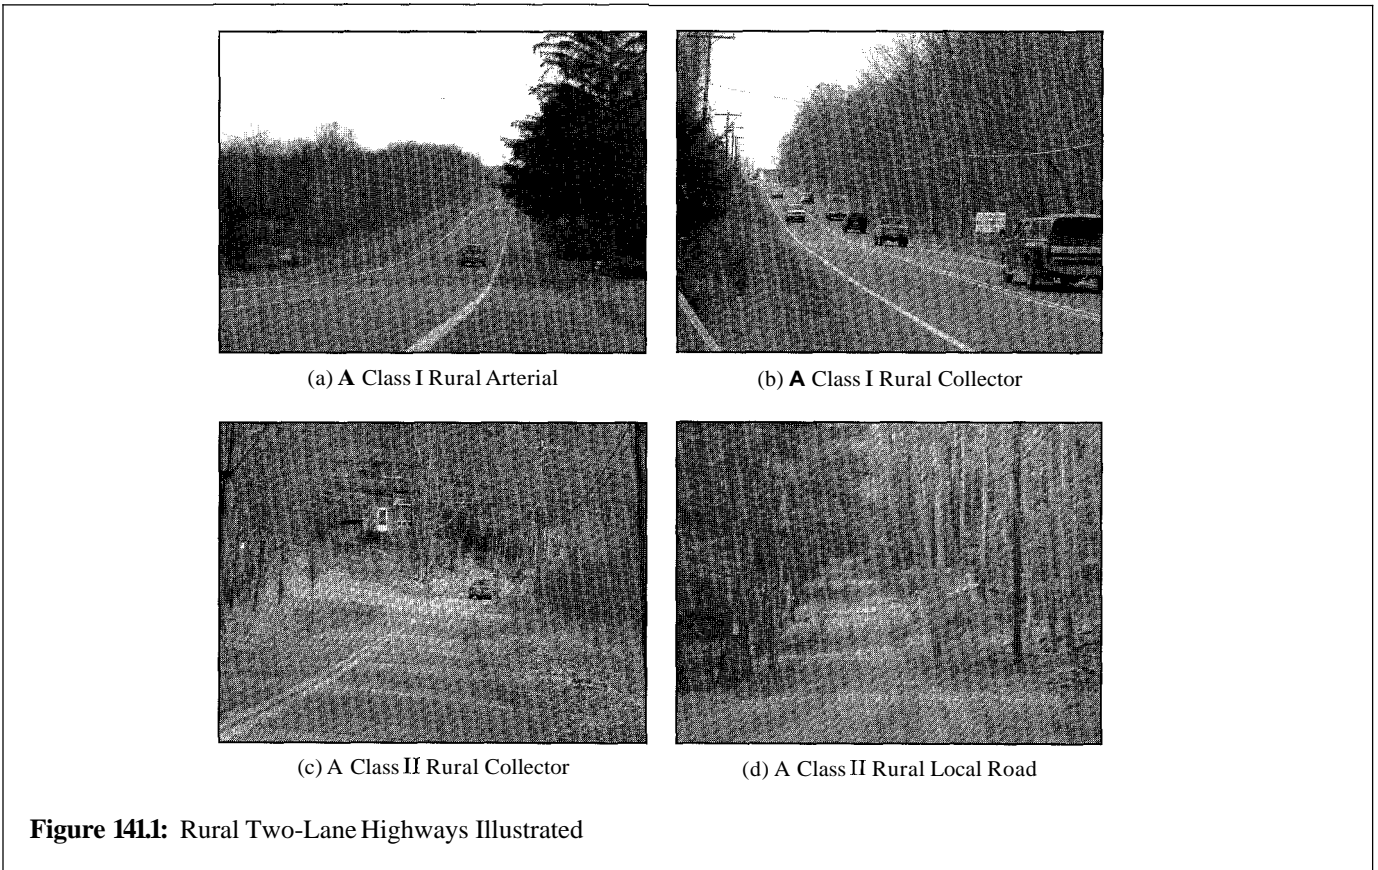 (a) A Class I Rural Arterial
(b) A Class I Rural Collector
(c) A Class II Rural Collector
(d) A Class II Rural Local Road
Figure 141.1: Rural Two-Lane Highways Illustrated